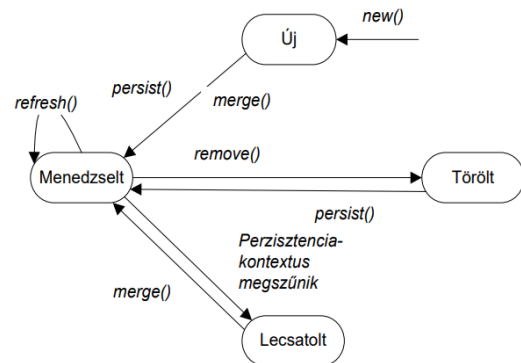 new()
Új
persist()
merge()
refresh()
remove()
Menedzselt
Törölt
persist()
Perzisztencia-
kontextus
megszűnik
merge()
Lecsatolt